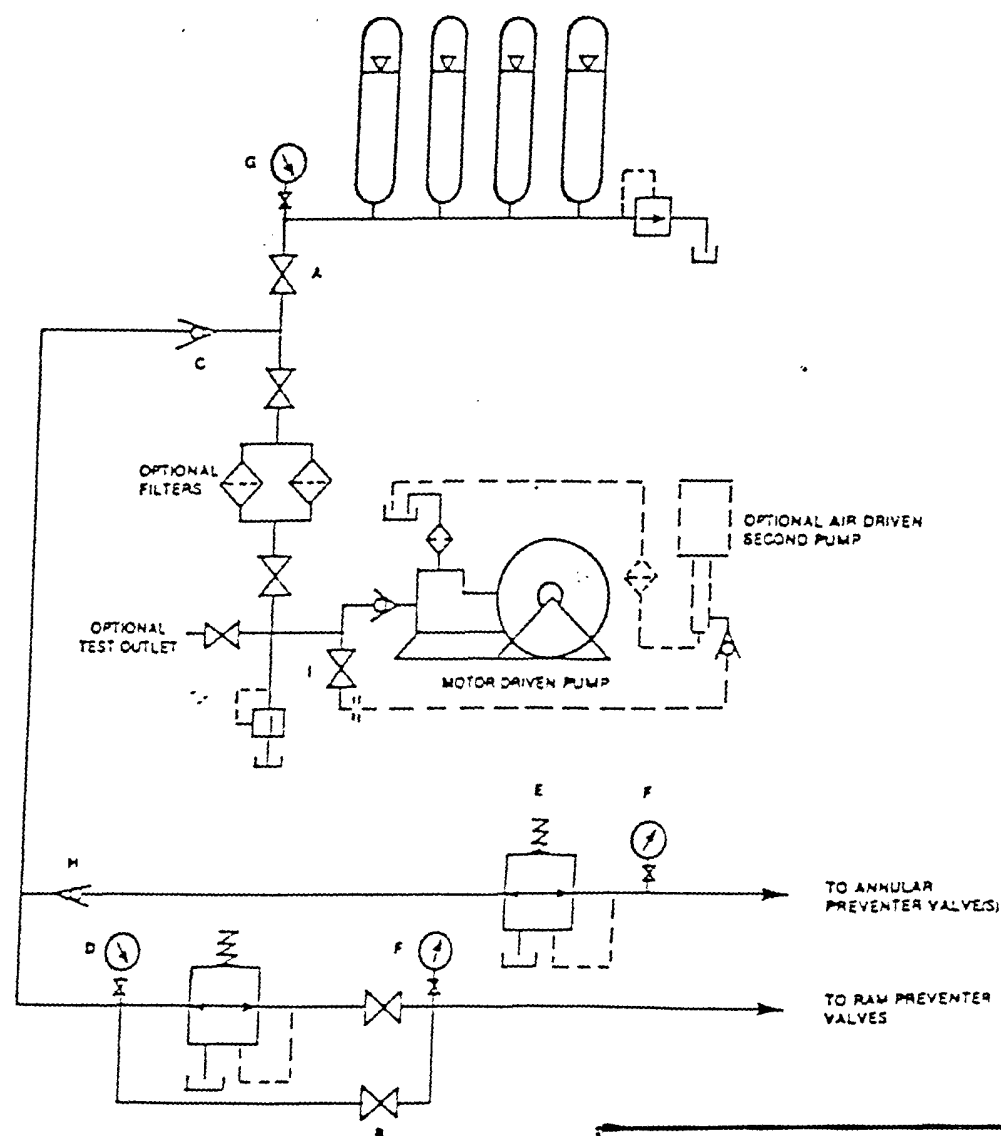 G
A
C
OPTIONAL
FILTERS
OPTIONAL AIR DRIVEN
SECOND PUMP
OPTIONAL
TEST OUTLET
I
MOTOR DRIVEN PUMP
E
F
H
TO ANNULAR
PREVENTER VALVE(S)
D
F
TO RAM PREVENTER
VALVES
B